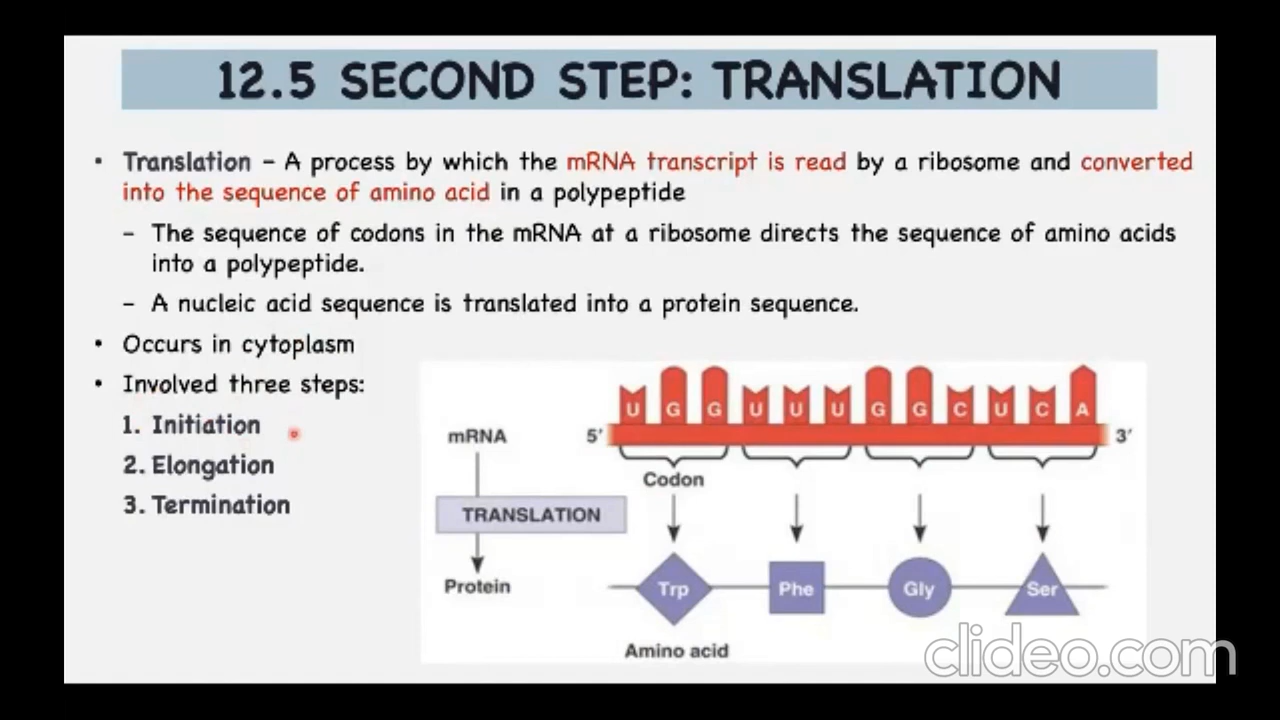 12.5 SECOND STEP: TRANSLATION
• Translation – A process by which the mRNA transcript is read by a ribosome and converted
into the sequence of amino acid in a polypeptide
– The sequence of codons in the mRNA at a ribosome directs the sequence of amino acids
into a polypeptide.
– A nucleic acid sequence is translated into a protein sequence.
• Occurs in cytoplasm
• Involved three steps:
1. Initiation
2. Elongation
3. Termination
U G G U U U G G C U C A
mRNA 5′ 3′
Codon
TRANSLATION
Protein Trp Phe Gly Ser
Amino acid
clideo.com